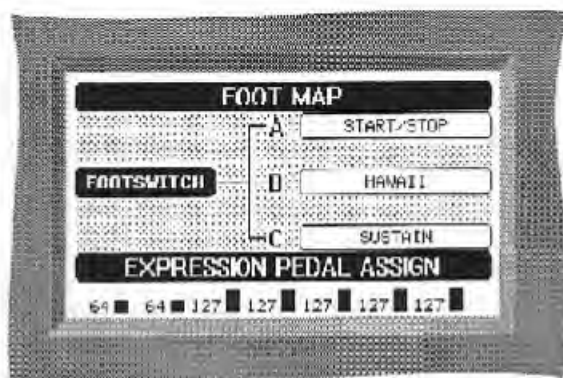 FOOT MAP
A START/STOP
FOOTSWITCH B HAWAII
C SUSTAIN
EXPRESSION PEDAL ASSIGN
64 64 127 127 127 127 127